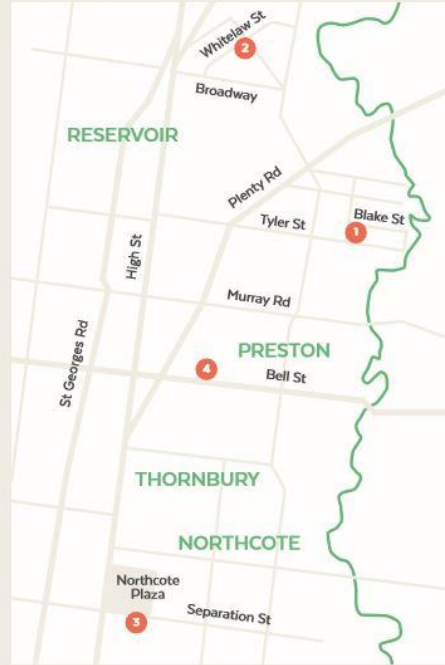 Whitelaw St
2
Broadway
RESERVOIR
Plenty Rd
Blake St
Tyler St
1
High St
Murray Rd
St Georges Rd
PRESTON
4
Bell St
THORNBURY
NORTHCOTE
Northcote
Plaza
Separation St
3